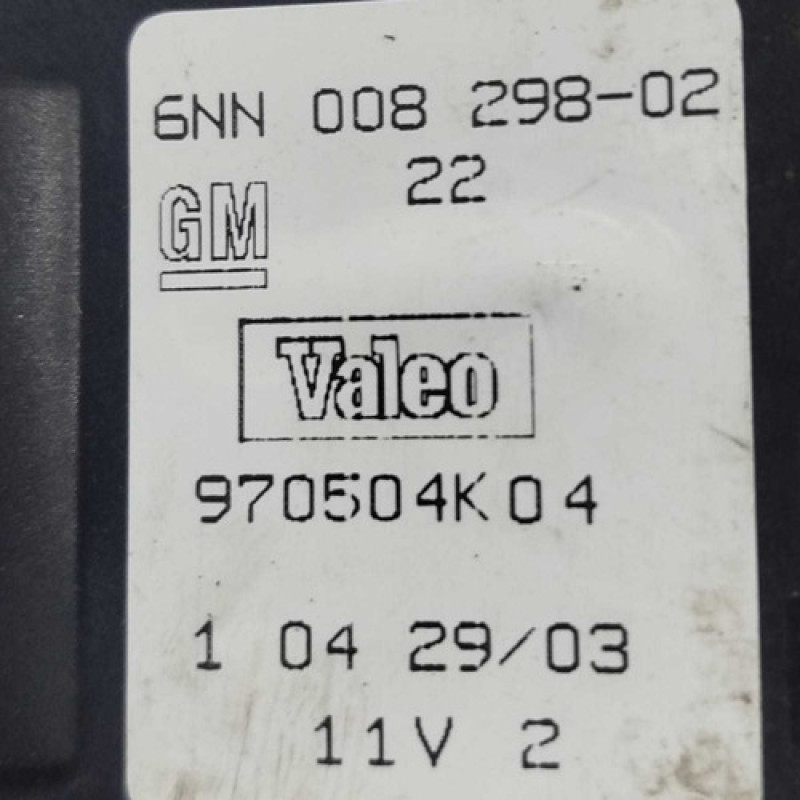 6NN 008 298-02
22
GM
Valeo
970504K04
1 04 29/03
11V 2